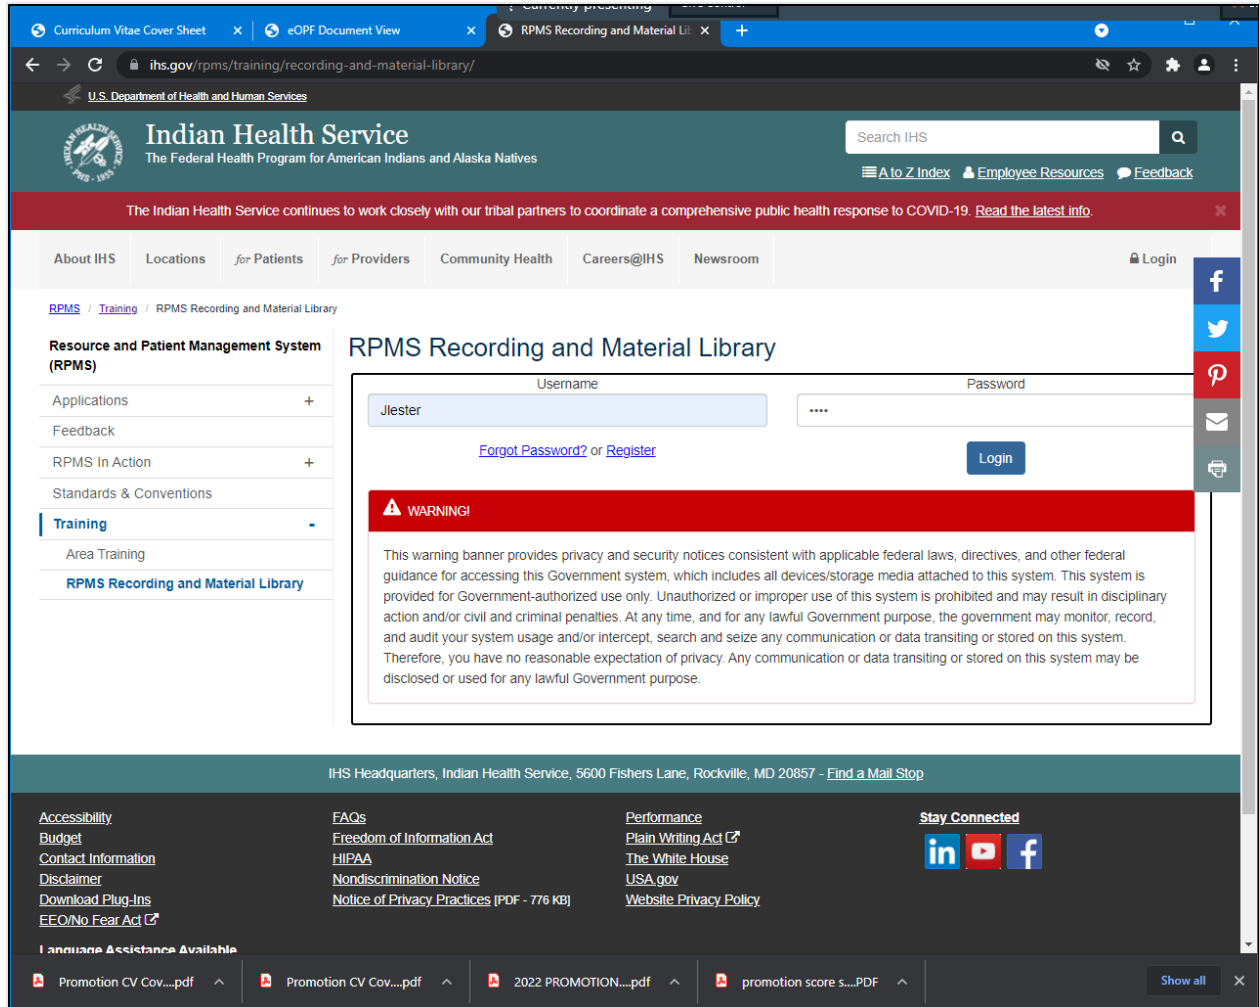 Currently presenting
Curriculum Vitae Cover Sheet
eOPF Document View
RPMS Recording and Material Li
ihs.gov/rpms/training/recording-and-material-library/
U.S. Department of Health and Human Services
Indian Health Service
The Federal Health Program for American Indians and Alaska Natives
Search IHS
A to Z Index Employee Resources Feedback
The Indian Health Service continues to work closely with our tribal partners to coordinate a comprehensive public health response to COVID-19. Read the latest info.
About IHS Locations for Patients for Providers Community Health Careers@IHS Newsroom Login
RPMS / Training / RPMS Recording and Material Library
Resource and Patient Management System
(RPMS)
Applications +
Feedback
RPMS In Action +
Standards & Conventions
Training -
Area Training
RPMS Recording and Material Library
RPMS Recording and Material Library
Username Password
Jlester ••••
Forgot Password? or Register
Login
WARNING!
This warning banner provides privacy and security notices consistent with applicable federal laws, directives, and other federal
guidance for accessing this Government system, which includes all devices/storage media attached to this system. This system is
provided for Government-authorized use only. Unauthorized or improper use of this system is prohibited and may result in disciplinary
action and/or civil and criminal penalties. At any time, and for any lawful Government purpose, the government may monitor, record,
and audit your system usage and/or intercept, search and seize any communication or data transiting or stored on this system.
Therefore, you have no reasonable expectation of privacy. Any communication or data transiting or stored on this system may be
disclosed or used for any lawful Government purpose.
IHS Headquarters, Indian Health Service, 5600 Fishers Lane, Rockville, MD 20857 - Find a Mail Stop
Accessibility
Budget
Contact Information
Disclaimer
Download Plug-Ins
EEO/No Fear Act
Language Assistance Available
FAQs
Freedom of Information Act
HIPAA
Nondiscrimination Notice
Notice of Privacy Practices [PDF - 776 KB]
Performance
Plain Writing Act
The White House
USA.gov
Website Privacy Policy
Stay Connected
Promotion CV Cov....pdf
Promotion CV Cov....pdf
2022 PROMOTION....pdf
promotion score s....PDF
Show all